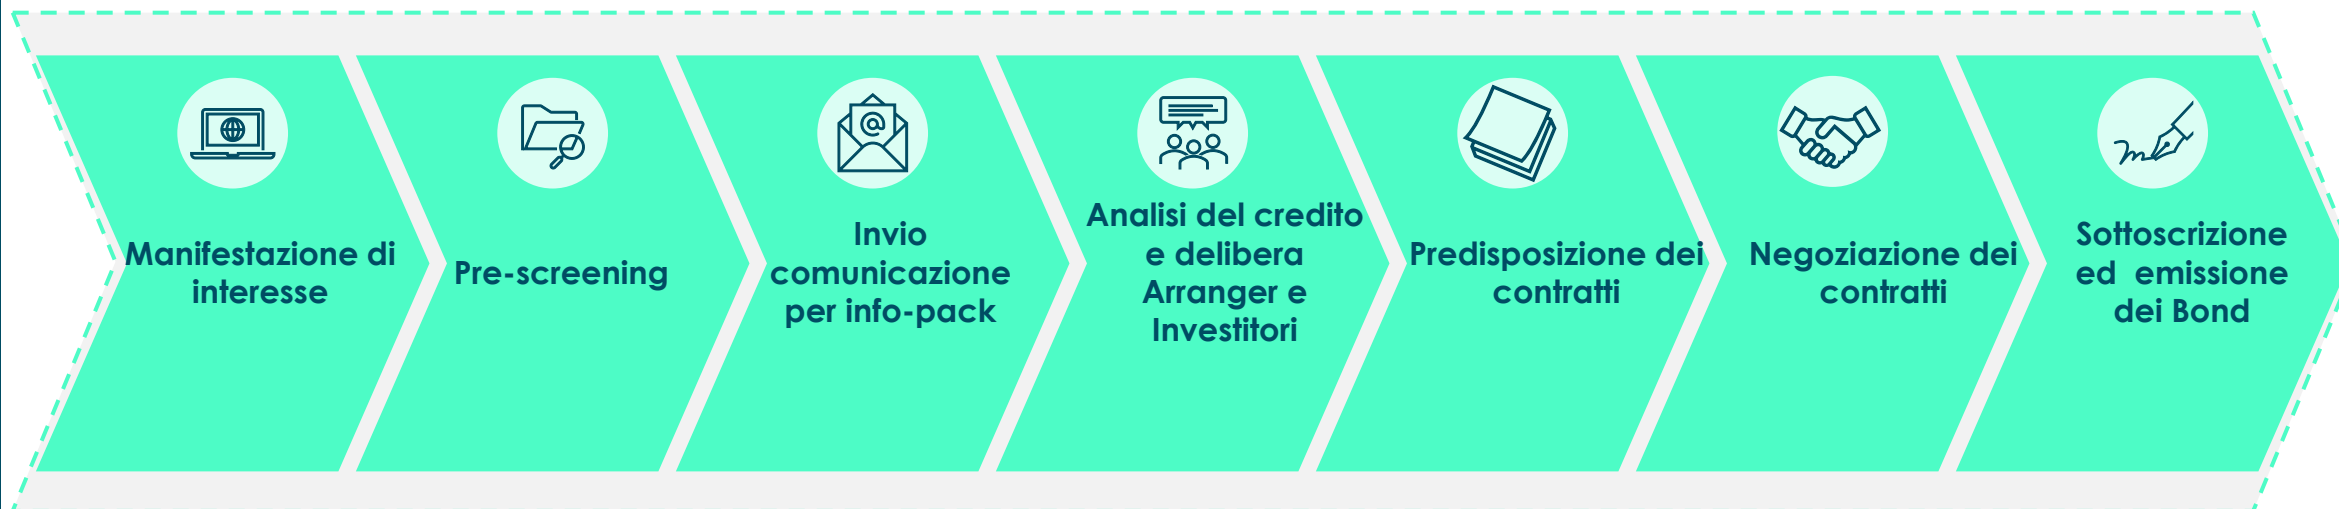 Manifestazione di
interesse
Pre-screening
Invio
comunicazione
per info-pack
Analisi del credito
e delibera
Arranger e
Investitori
Predisposizione dei
contratti
Negoziazione dei
contratti
Sottoscrizione
ed  emissione
dei Bond